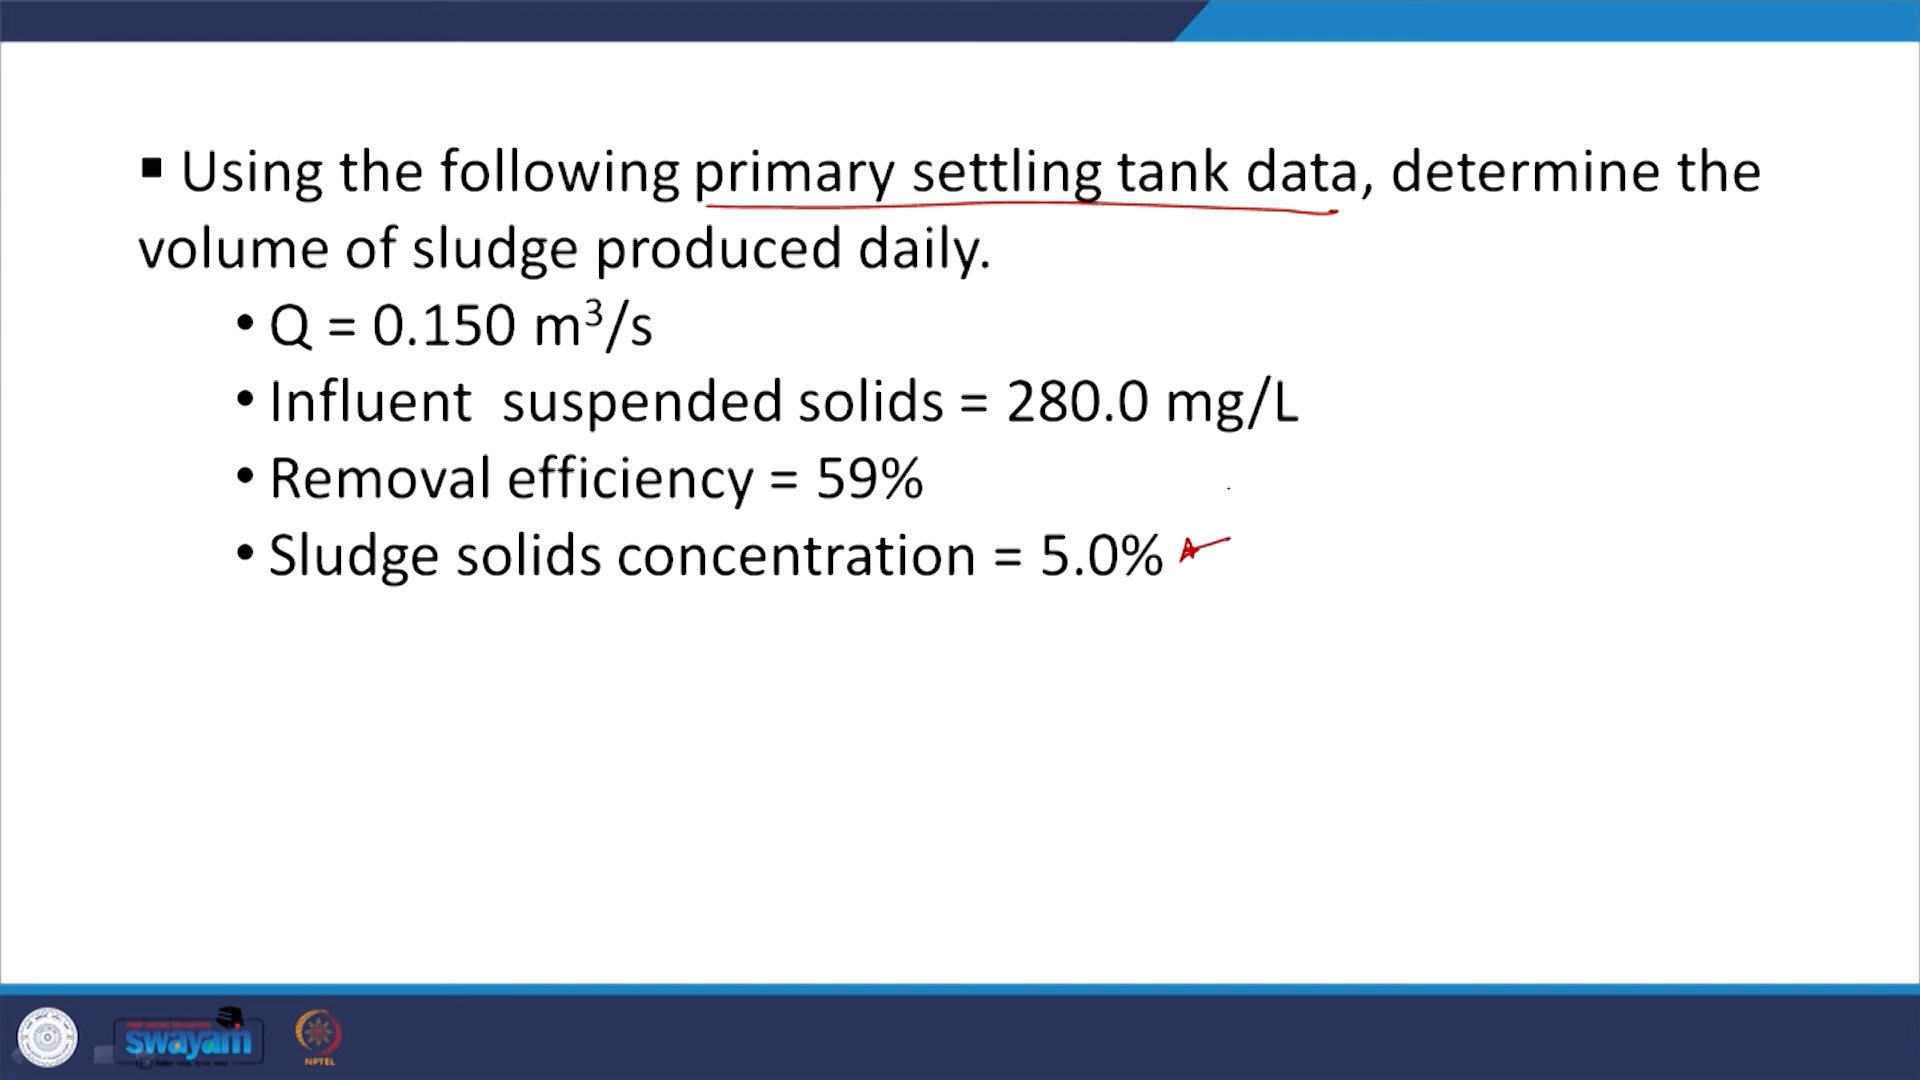 ▪ Using the following primary settling tank data, determine the
volume of sludge produced daily.
• Q = 0.150 m³/s
• Influent suspended solids = 280.0 mg/L
• Removal efficiency = 59%
• Sludge solids concentration = 5.0%
swayam
NPTEL